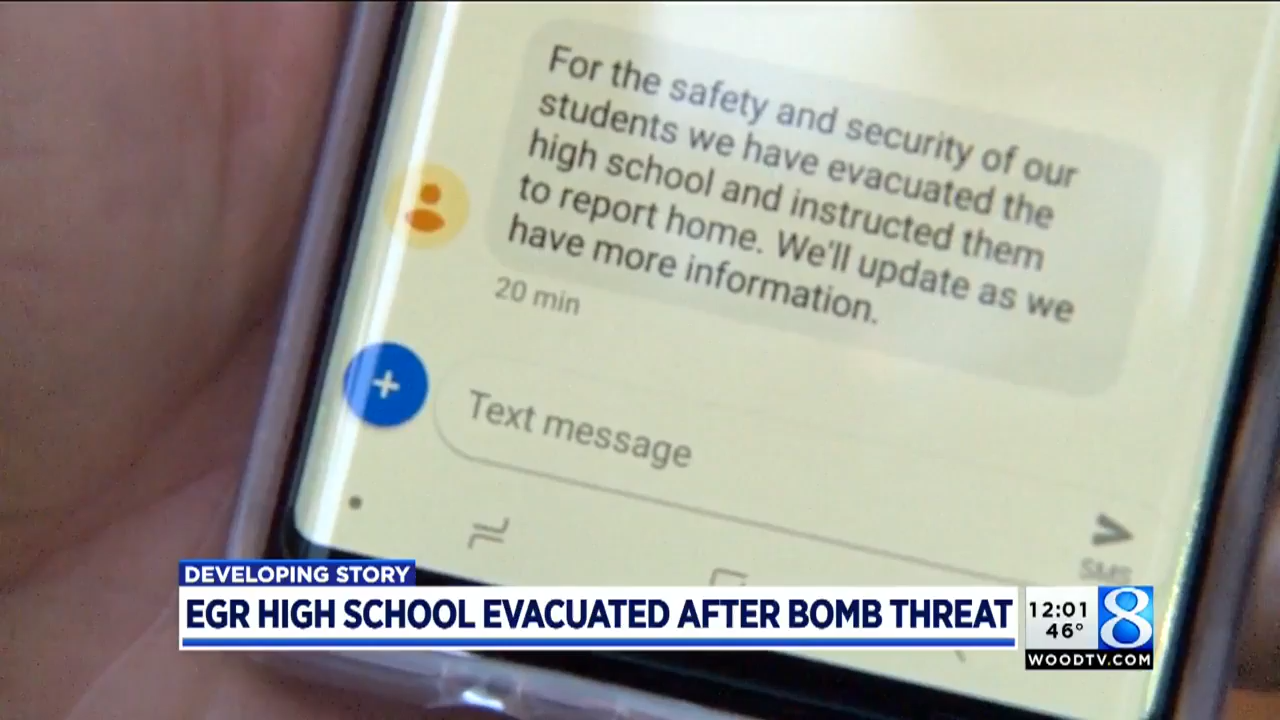 For the safety and security of our
students we have evacuated the
high school and instructed them
to report home. We'll update as we
have more information.
20 min
+
Text message
SMS
DEVELOPING STORY
EGR HIGH SCHOOL EVACUATED AFTER BOMB THREAT
12:01
46°
8
WOODTV.COM